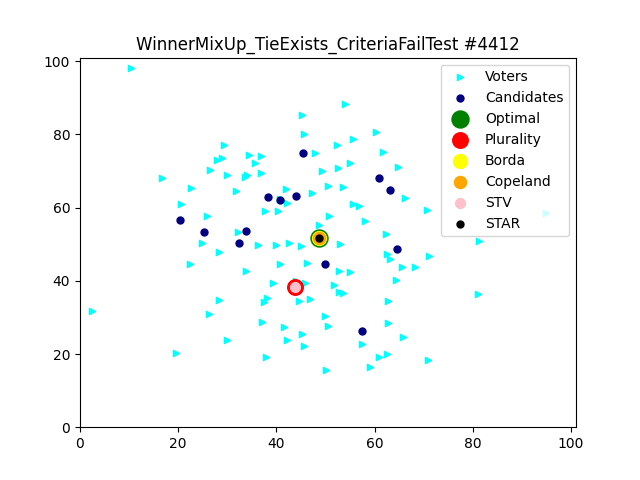 WinnerMixUp_TieExists_CriteriaFailTest #4412
100
80
60
40
20
0
0 20 40 60 80 100
Voters
Candidates
Optimal
Plurality
Borda
Copeland
STV
STAR